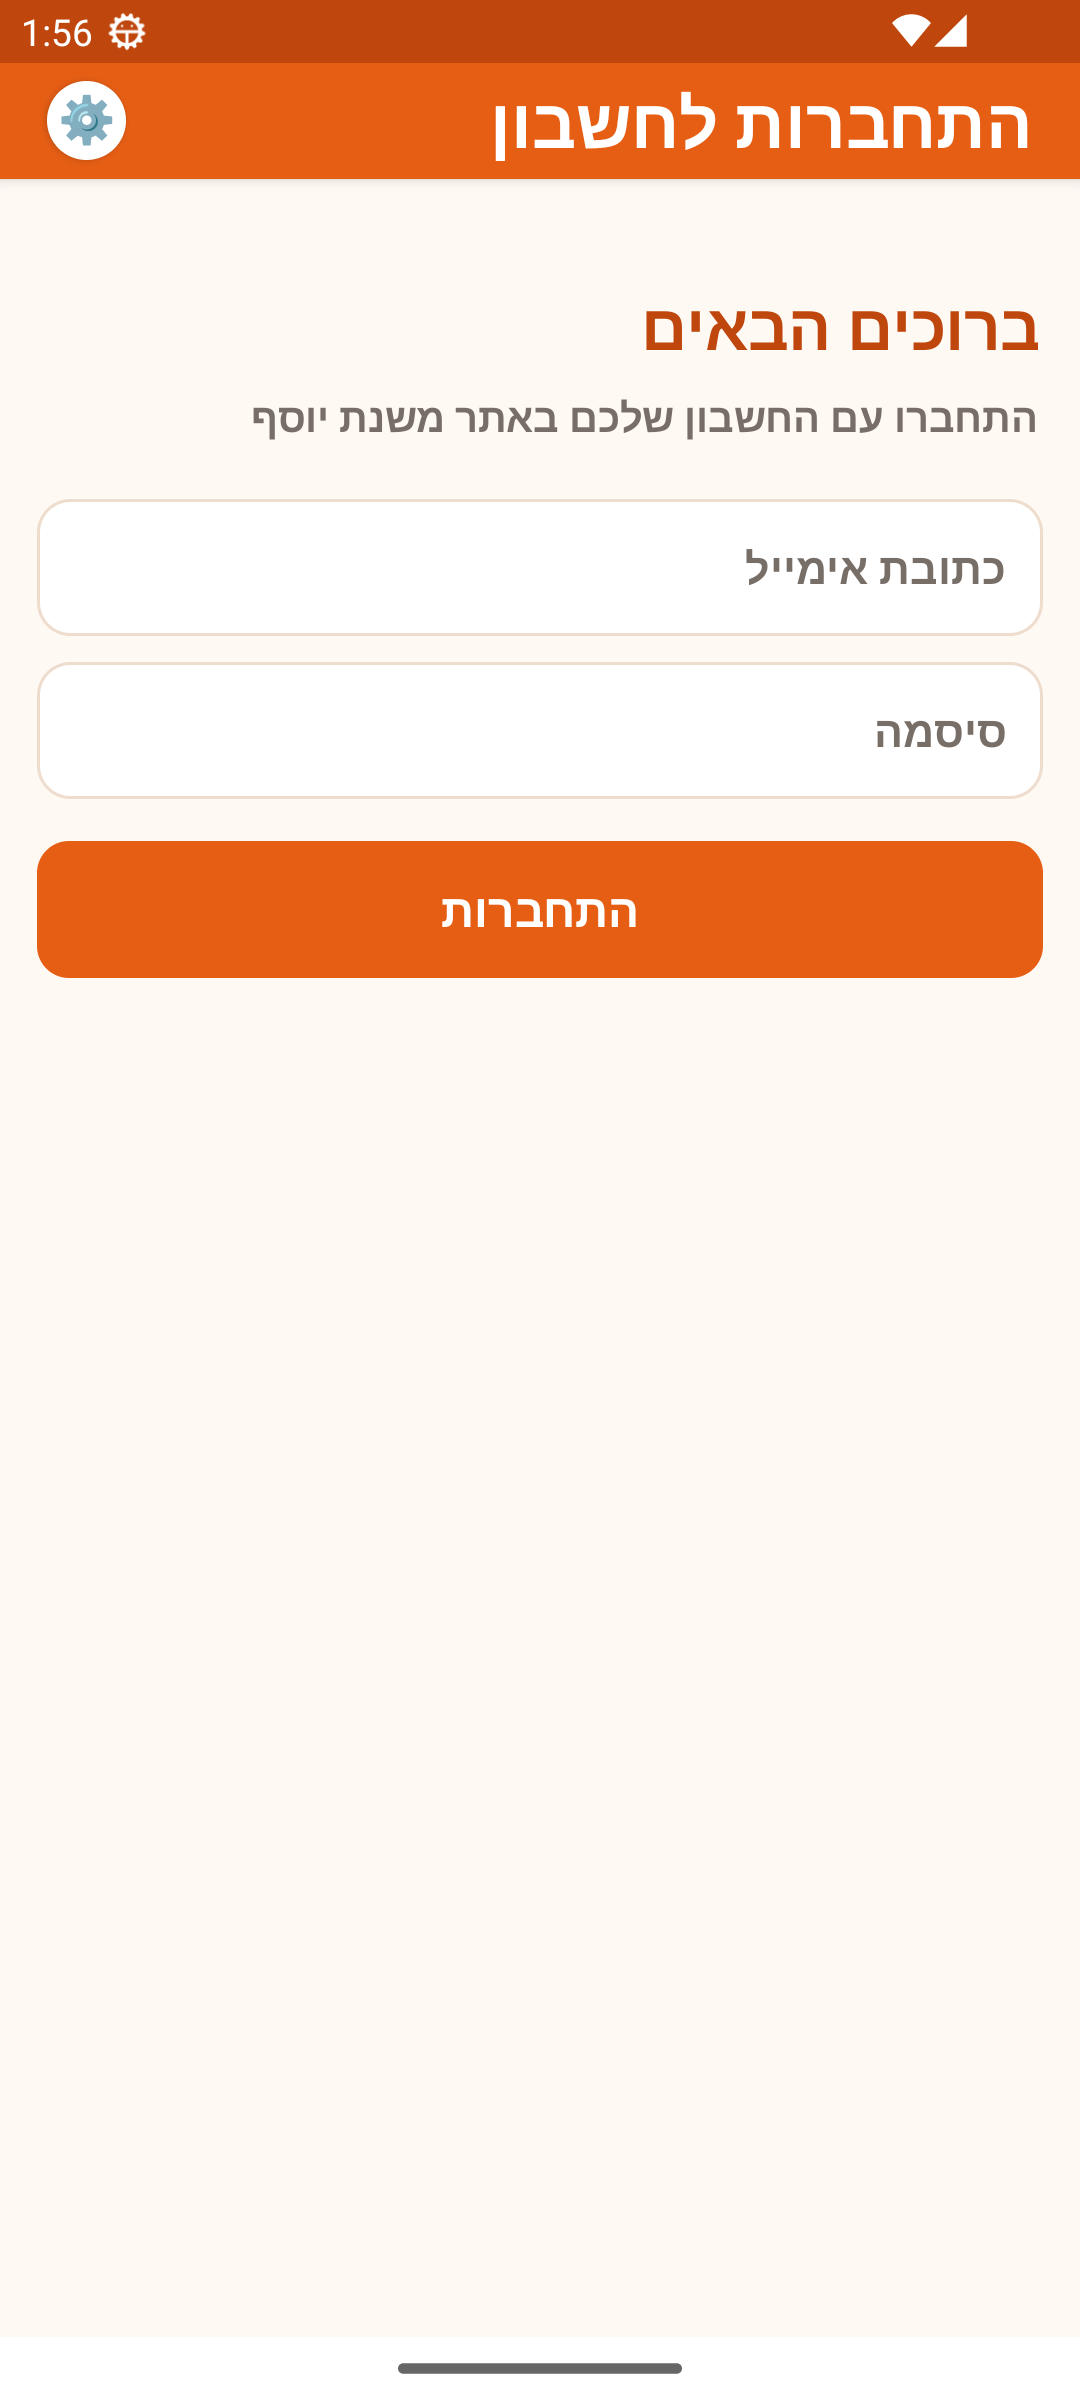 1:56
התחברות לחשבון
ברוכים הבאים
התחברו עם החשבון שלכם באתר משנת יוסף
כתובת אימייל
סיסמה
התחברות